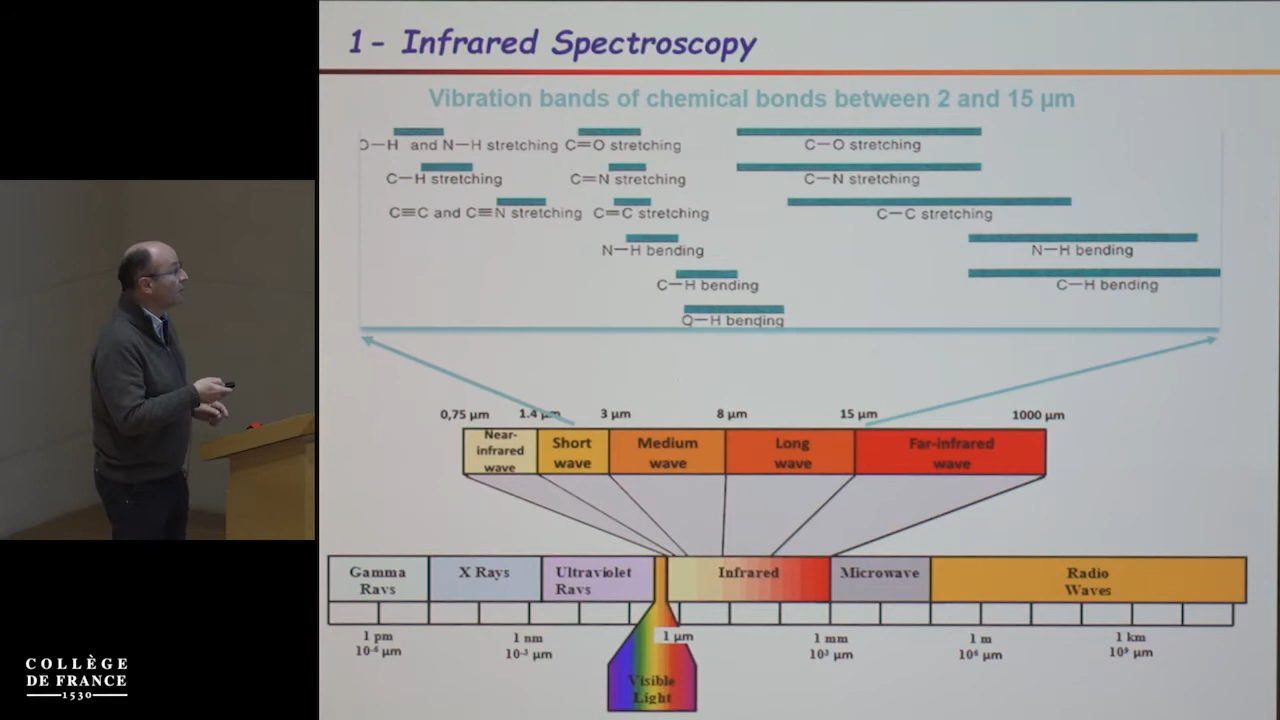 1- Infrared Spectroscopy
Vibration bands of chemical bonds between 2 and 15 µm
O—H and N—H stretching C=O stretching C—O stretching
C—H stretching C=N stretching C—N stretching
C≡C and C≡N stretching C=C stretching C—C stretching
N—H bending N—H bending
C—H bending C—H bending
O—H bending
0,75 µm 1.4 µm 3 µm 8 µm 15 µm 1000 µm
Near-
infrared
wave
Short
wave
Medium
wave
Long
wave
Far-infrared
wave
Gamma
Rays
X Rays
Ultraviolet
Rays
Infrared
Microwave
Radio
Waves
1 pm
10⁻⁶ µm
1 nm
10⁻³ µm
1 µm
1 mm
10³ µm
1 m
10⁶ µm
1 km
10⁹ µm
Visible
Light
COLLÈGE
DE FRANCE
1530